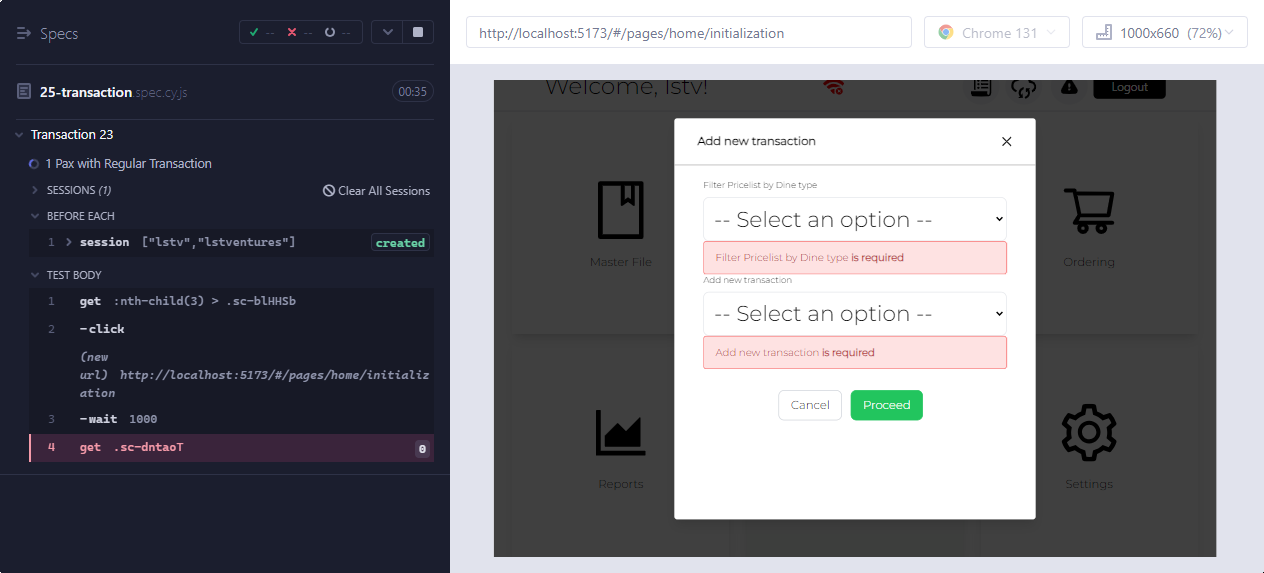 Specs
-- -- --
25-transaction.spec.cy.js
00:35
Transaction 23
1 Pax with Regular Transaction
SESSIONS (1)
Clear All Sessions
BEFORE EACH
1 session ["lstv","lstventures"] created
TEST BODY
1 get :nth-child(3) > .sc-blHHSb
2 -click
(new
url) http://localhost:5173/#/pages/home/initializ
ation
3 -wait 1000
4 get .sc-dntaoT 0
http://localhost:5173/#/pages/home/initialization
Chrome 131
1000x660 (72%)
Welcome, lstv!
Logout
Add new transaction
Filter Pricelist by Dine type
-- Select an option --
Filter Pricelist by Dine type is required
Add new transaction
-- Select an option --
Add new transaction is required
Cancel
Proceed
Master File
Ordering
Reports
Settings